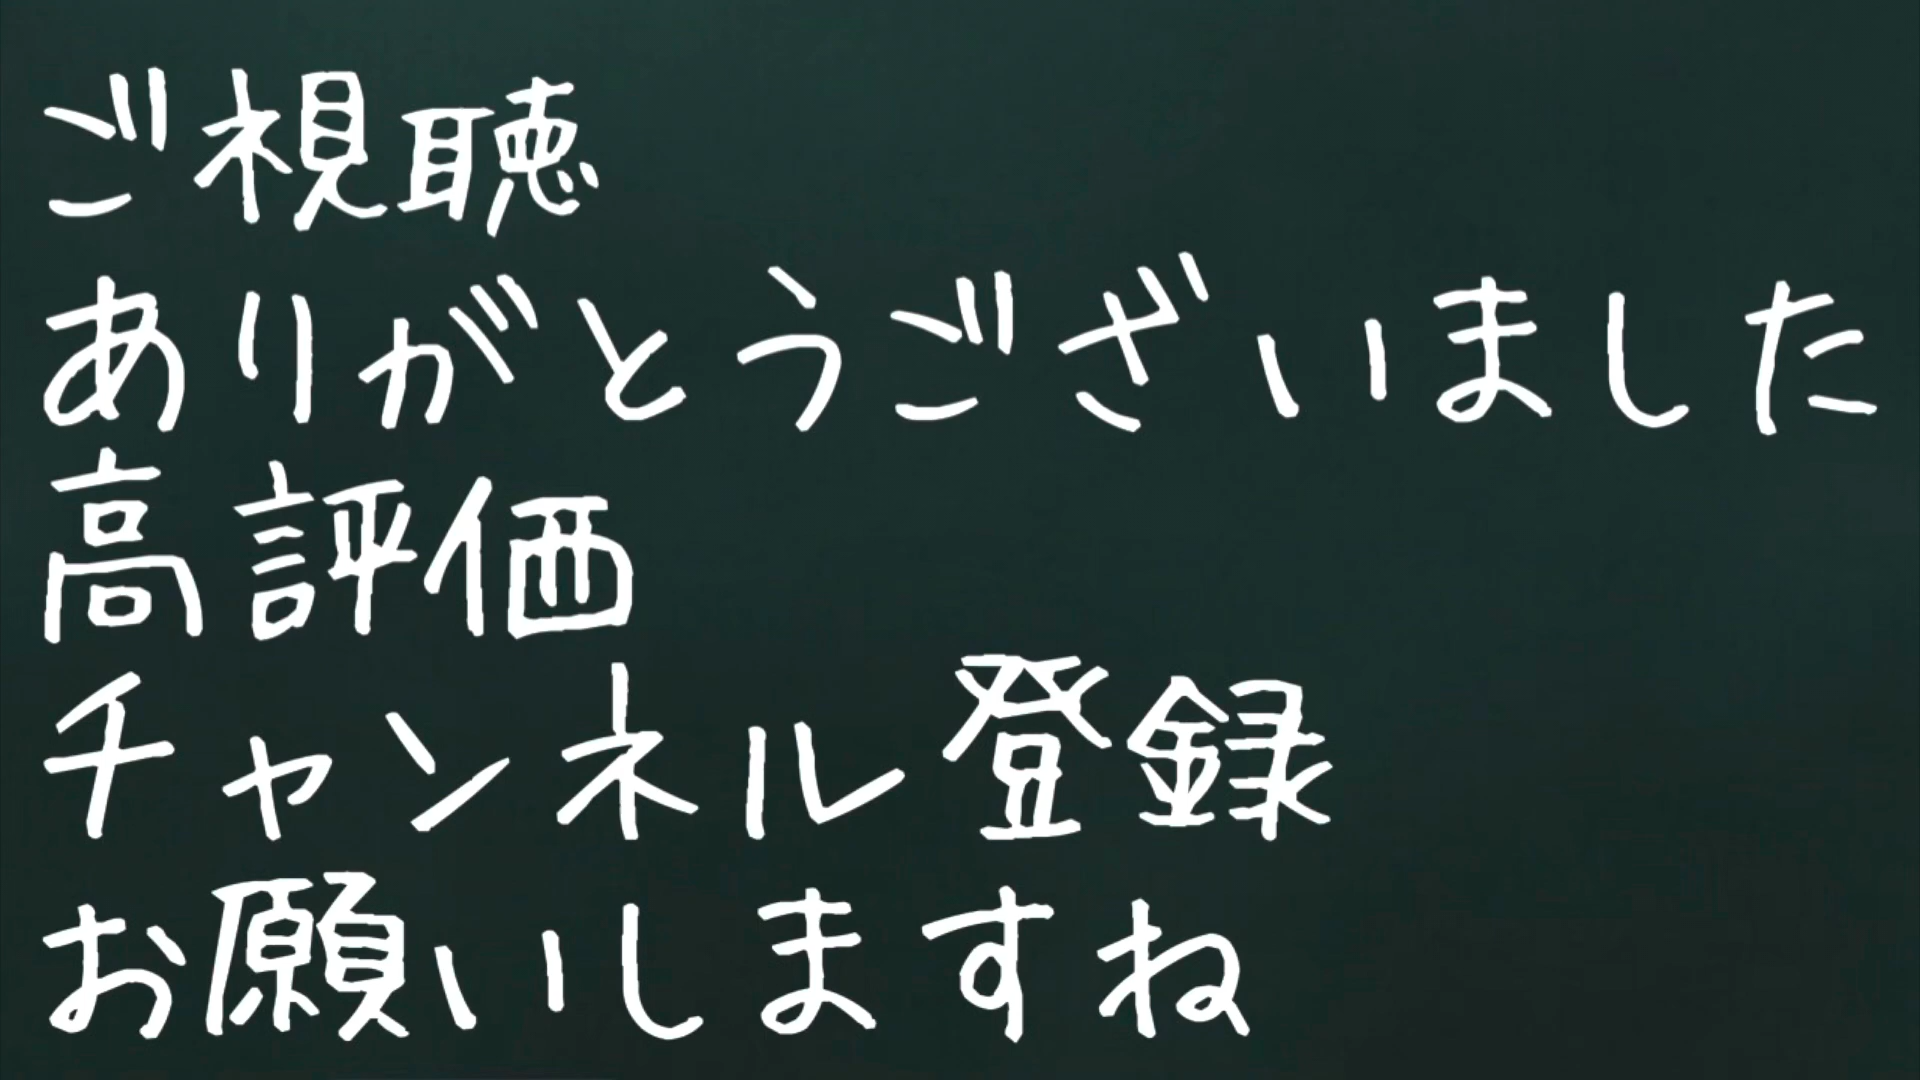 ご視聴
ありがとうございました
高評価
チャンネル登録
お願いしますね